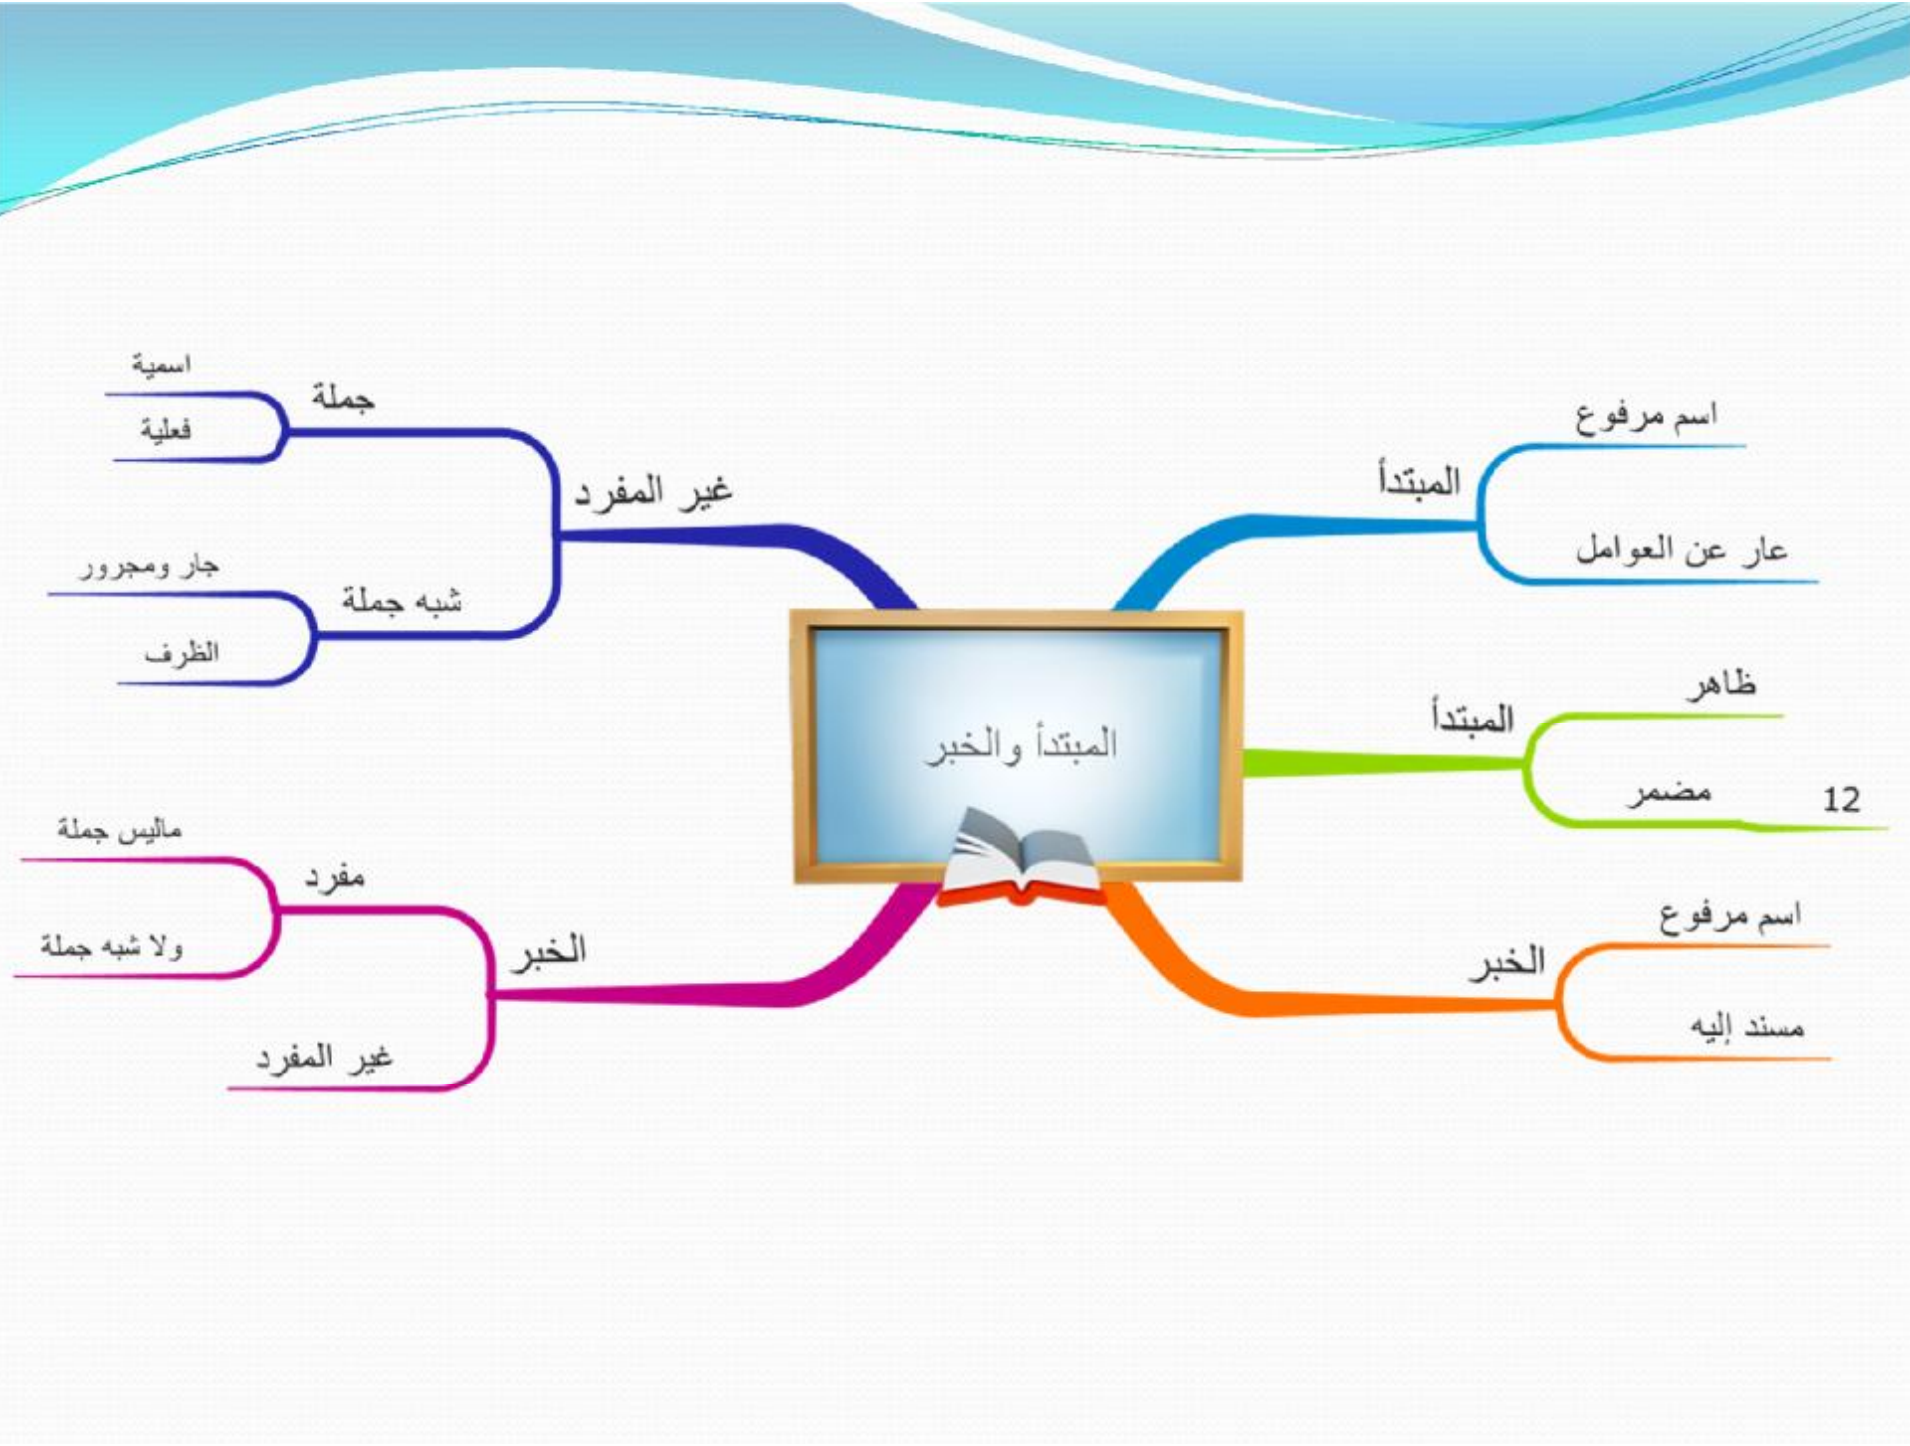 المبتدأ والخبر
المبتدأ
اسم مرفوع
عار عن العوامل
المبتدأ
ظاهر
مضمر
12
الخبر
اسم مرفوع
مسند إليه
غير المفرد
جملة
اسمية
فعلية
شبه جملة
جار ومجرور
الظرف
الخبر
مفرد
ماليس جملة
ولا شبه جملة
غير المفرد